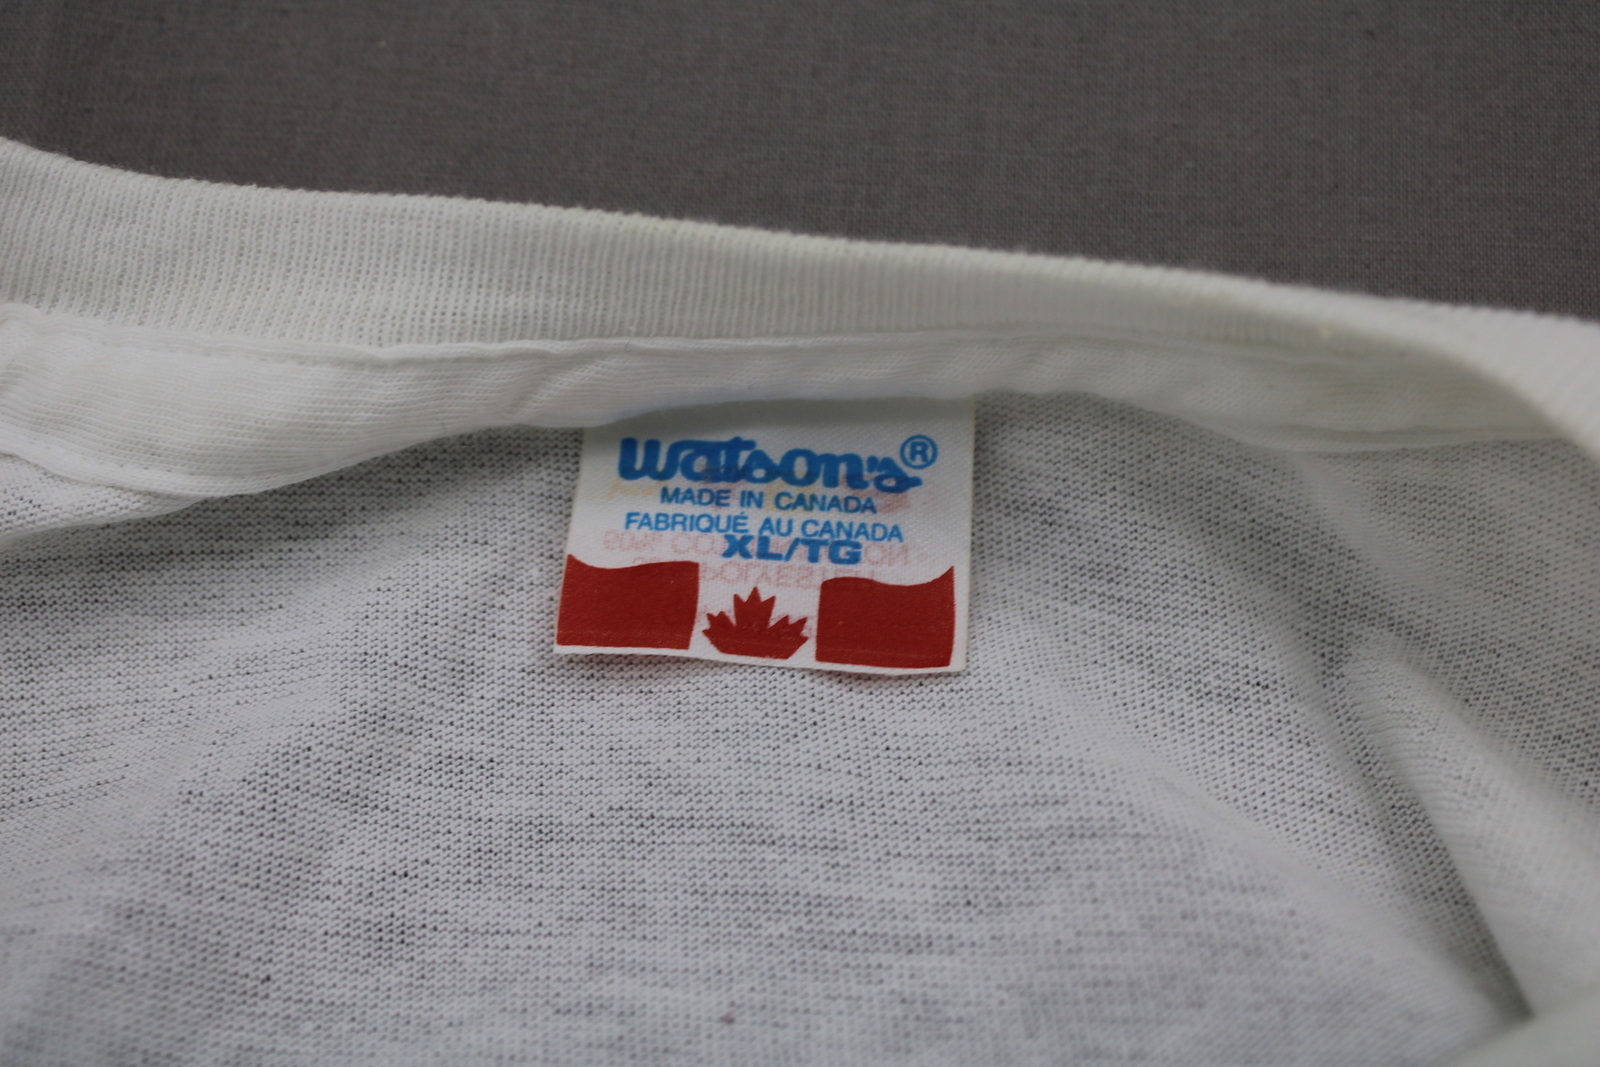 Watson's®
MADE IN CANADA
FABRIQUÉ AU CANADA
XL/TG